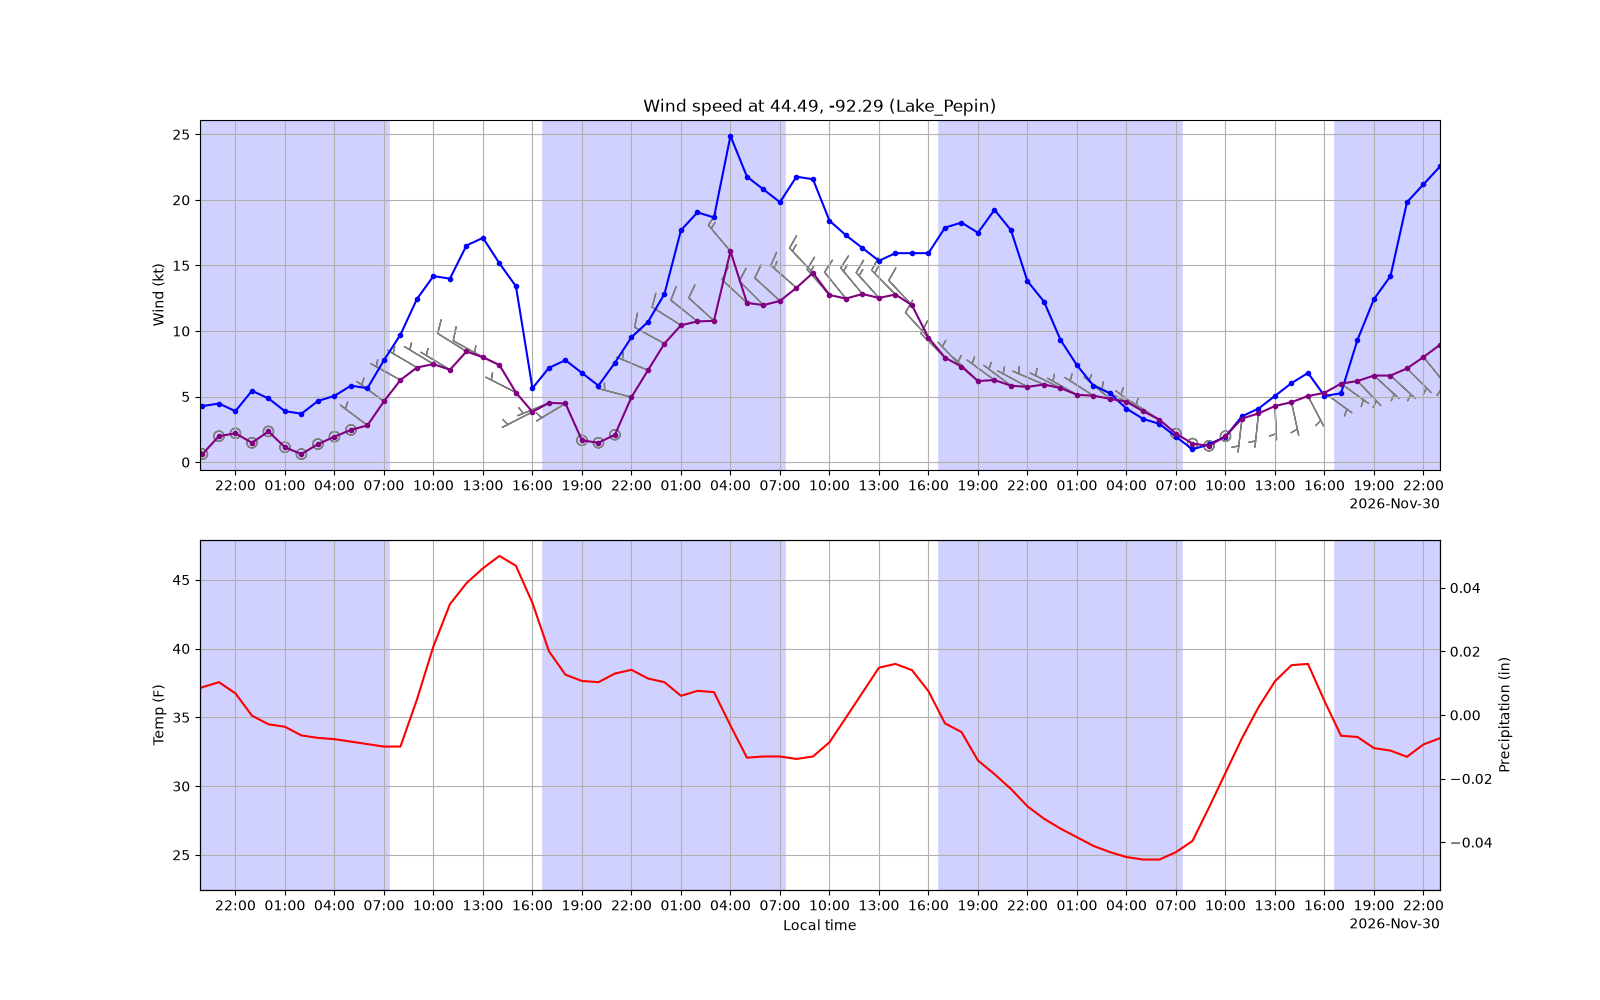 Wind speed at 44.49, -92.29 (Lake_Pepin)
25
20
15
10
5
0
Wind (kt)
22:00 01:00 04:00 07:00 10:00 13:00 16:00 19:00 22:00 01:00 04:00 07:00 10:00 13:00 16:00 19:00 22:00 01:00 04:00 07:00 10:00 13:00 16:00 19:00 22:00
2026-Nov-30
45
40
35
30
25
Temp (F)
0.04
0.02
0.00
−0.02
−0.04
Precipitation (in)
22:00 01:00 04:00 07:00 10:00 13:00 16:00 19:00 22:00 01:00 04:00 07:00 10:00 13:00 16:00 19:00 22:00 01:00 04:00 07:00 10:00 13:00 16:00 19:00 22:00
Local time
2026-Nov-30